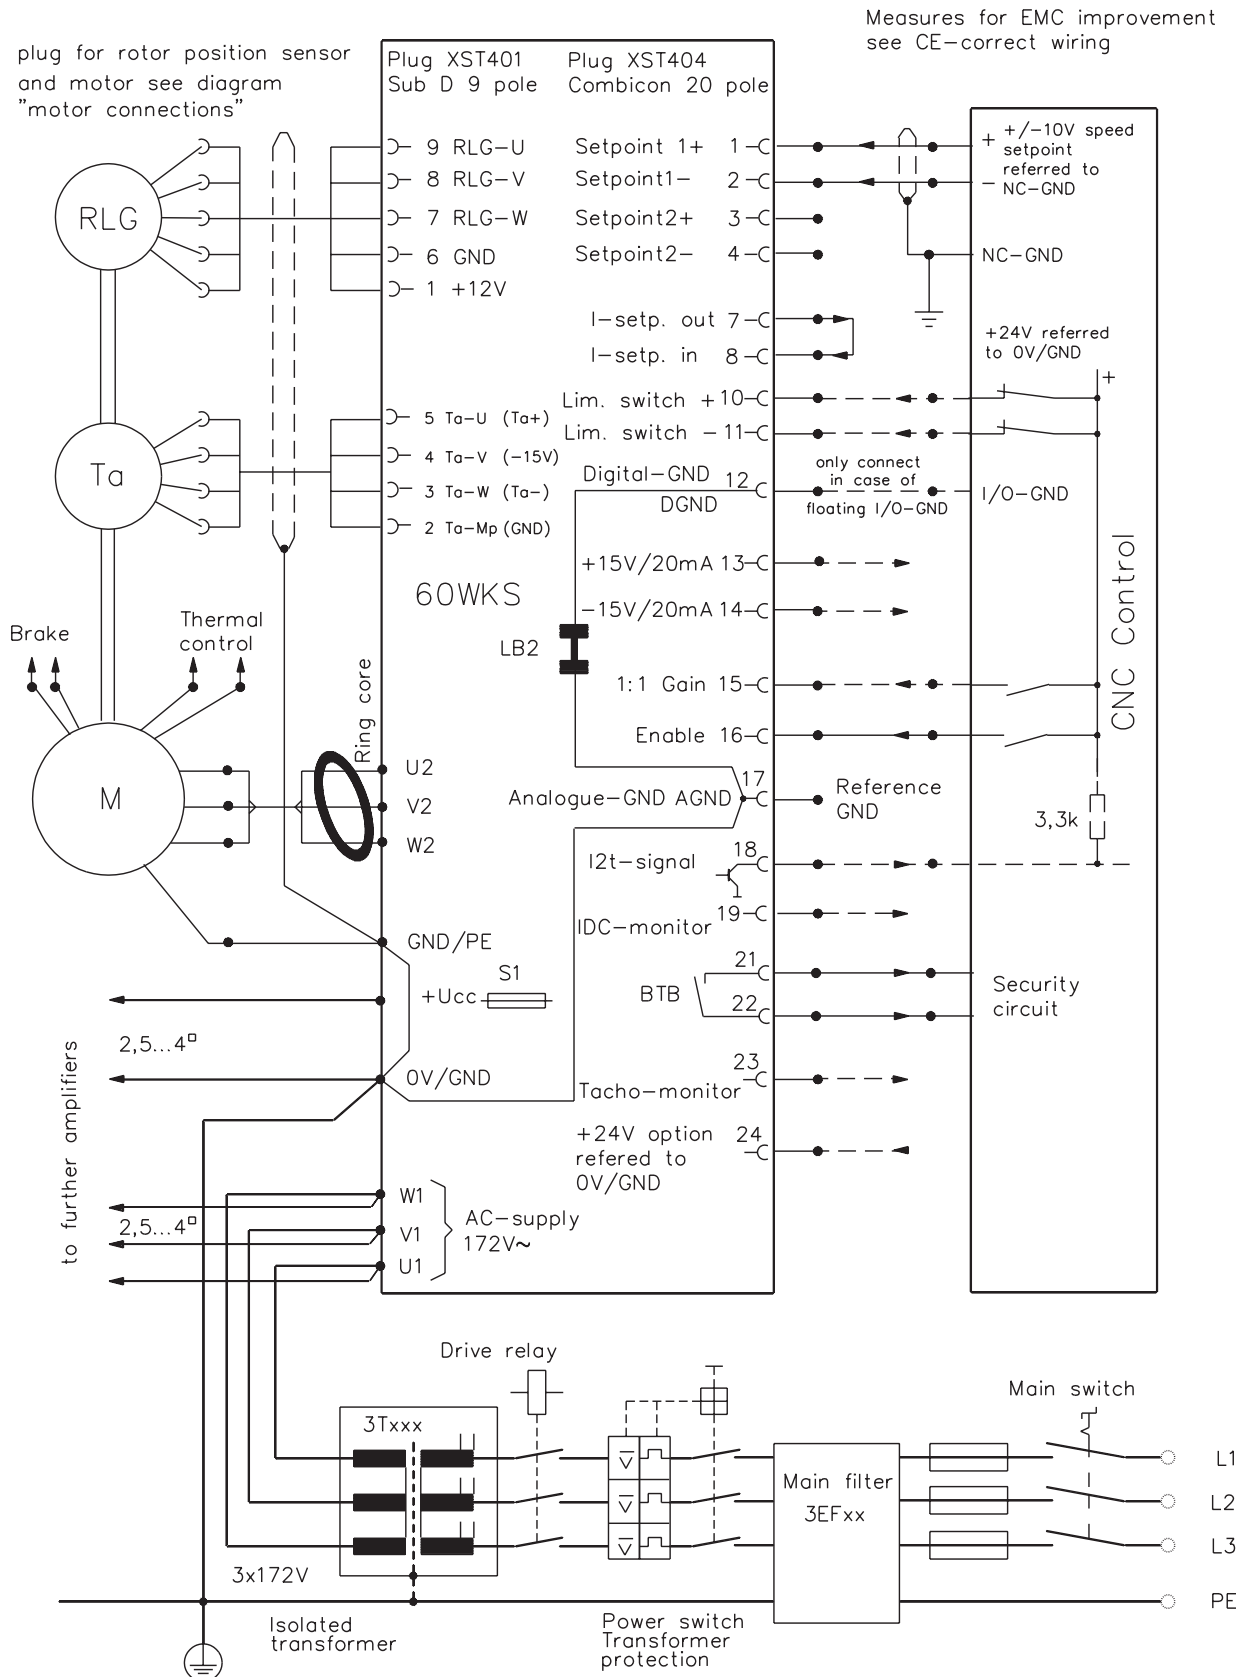 Measures for EMC improvement
see CE-correct wiring
plug for rotor position sensor
and motor see diagram
"motor connections"
Plug XST401
Sub D 9 pole
Plug XST404
Combicon 20 pole
RLG
9 RLG-U
8 RLG-V
7 RLG-W
6 GND
1 +12V
Setpoint 1+ 1
Setpoint1- 2
Setpoint2+ 3
Setpoint2- 4
I-setp. out 7
I-setp. in 8
+ +/-10V speed
setpoint
referred to
- NC-GND
NC-GND
+24V referred
to 0V/GND
+
Ta
5 Ta-U (Ta+)
4 Ta-V (-15V)
3 Ta-W (Ta-)
2 Ta-Mp (GND)
Lim. switch + 10
Lim. switch - 11
Digital-GND 12
DGND
only connect
in case of
floating I/O-GND
I/O-GND
+15V/20mA 13
-15V/20mA 14
60WKS
LB2
CNC Control
Brake
Thermal
control
Ring core
1:1 Gain 15
Enable 16
M
U2
V2
W2
17
Analogue-GND AGND
Reference
GND
3,3k
I2t-signal 18
19
IDC-monitor
GND/PE
+Ucc
S1
21
BTB
22
Security
circuit
2,5...4□
0V/GND
to further amplifiers
23
Tacho-monitor
+24V option 24
refered to
0V/GND
W1
V1
U1
AC-supply
172V~
2,5...4□
Drive relay
Main switch
3Txxx
Main filter
3EFxx
L1
L2
L3
PE
3x172V
Isolated
transformer
Power switch
Transformer
protection